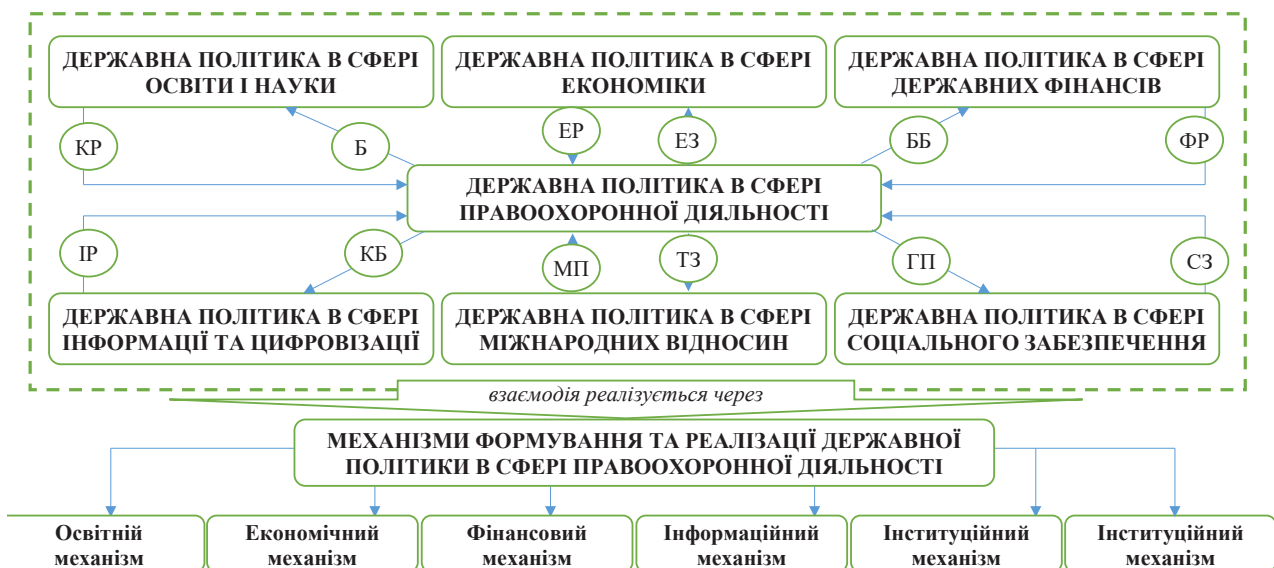 ДЕРЖАВНА ПОЛІТИКА В СФЕРІ
ОСВІТИ І НАУКИ
ДЕРЖАВНА ПОЛІТИКА В СФЕРІ
ЕКОНОМІКИ
ДЕРЖАВНА ПОЛІТИКА В СФЕРІ
ДЕРЖАВНИХ ФІНАНСІВ
КР
Б
ЕР
ЕЗ
ББ
ФР
ДЕРЖАВНА ПОЛІТИКА В СФЕРІ
ПРАВООХОРОННОЇ ДІЯЛЬНОСТІ
ІР
КБ
МП
ТЗ
ГП
СЗ
ДЕРЖАВНА ПОЛІТИКА В СФЕРІ
ІНФОРМАЦІЇ ТА ЦИФРОВІЗАЦІЇ
ДЕРЖАВНА ПОЛІТИКА В СФЕРІ
МІЖНАРОДНИХ ВІДНОСИН
ДЕРЖАВНА ПОЛІТИКА В СФЕРІ
СОЦІАЛЬНОГО ЗАБЕЗПЕЧЕННЯ
взаємодія реалізується через
МЕХАНІЗМИ ФОРМУВАННЯ ТА РЕАЛІЗАЦІЇ ДЕРЖАВНОЇ
ПОЛІТИКИ В СФЕРІ ПРАВООХОРОННОЇ ДІЯЛЬНОСТІ
Освітній
механізм
Економічний
механізм
Фінансовий
механізм
Інформаційний
механізм
Інституційний
механізм
Інституційний
механізм